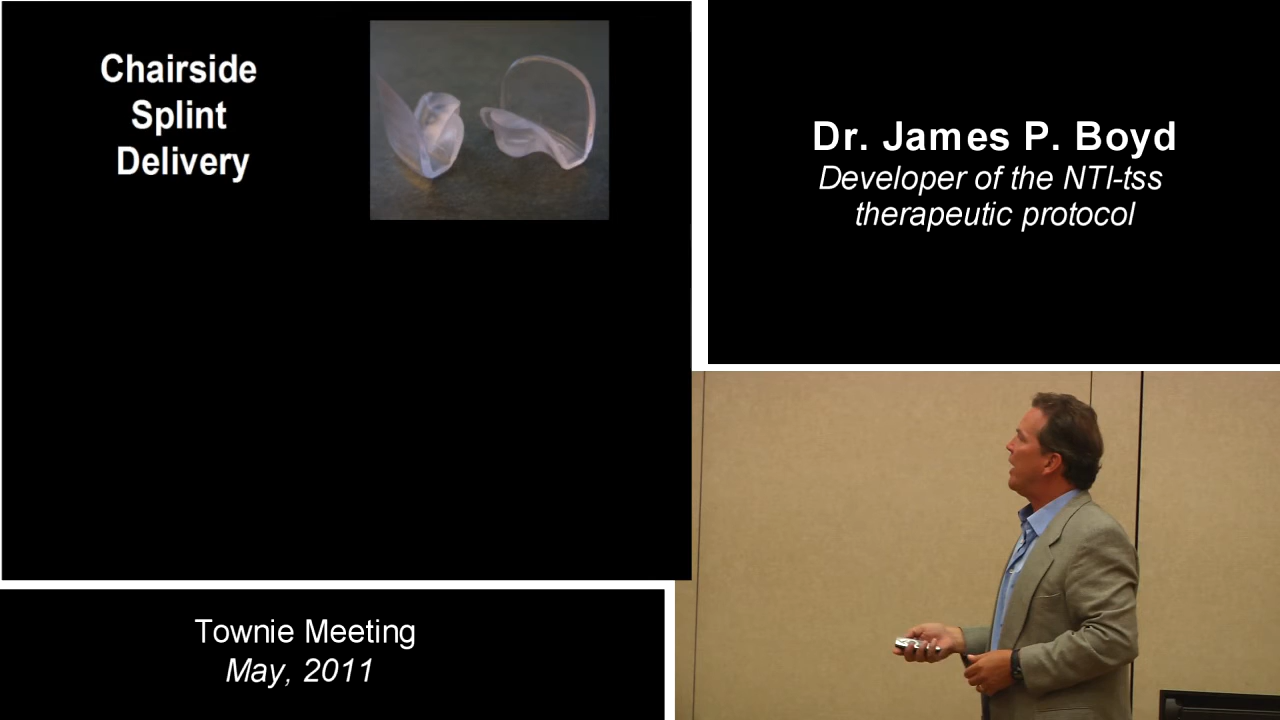 Chairside
Splint
Delivery
Dr. James P. Boyd
Developer of the NTI-tss
therapeutic protocol
Townie Meeting
May, 2011